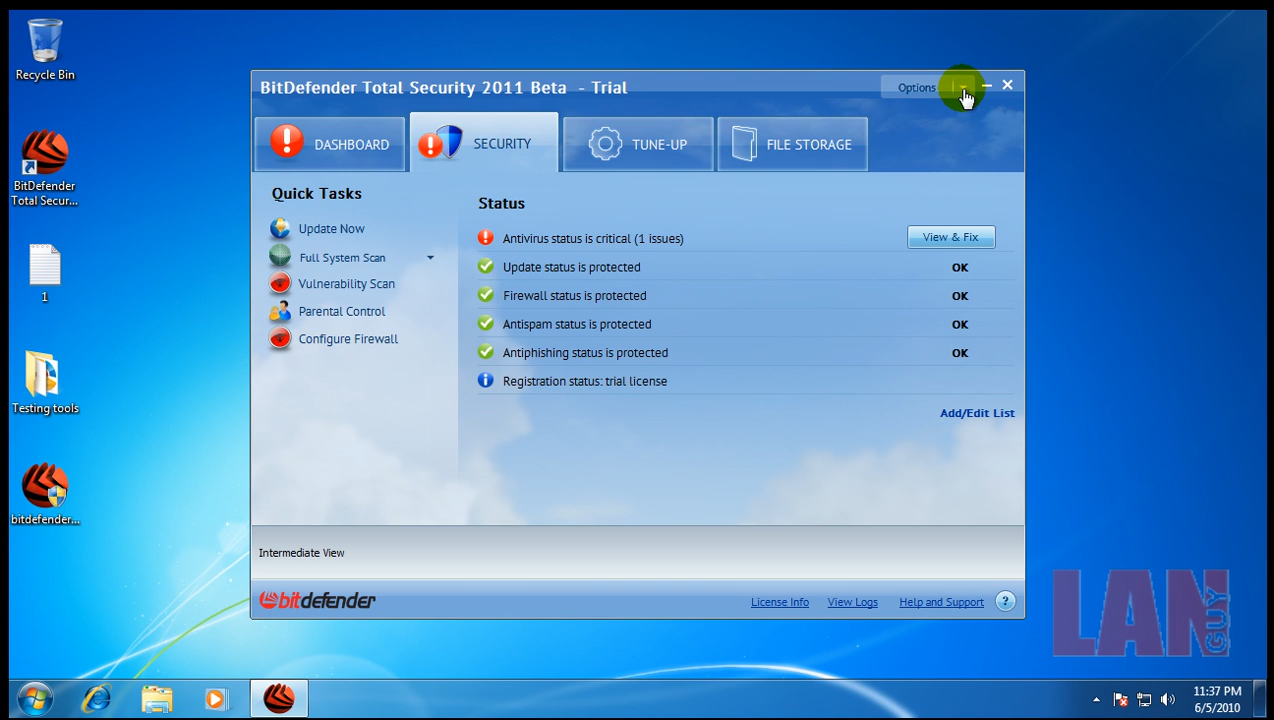 Recycle Bin
BitDefender
Total Secur...
1
Testing tools
bitdefender...
BitDefender Total Security 2011 Beta - Trial
Options
DASHBOARD
SECURITY
TUNE-UP
FILE STORAGE
Quick Tasks
Update Now
Full System Scan
Vulnerability Scan
Parental Control
Configure Firewall
Status
Antivirus status is critical (1 issues)
View & Fix
Update status is protected
OK
Firewall status is protected
OK
Antispam status is protected
OK
Antiphishing status is protected
OK
Registration status: trial license
Add/Edit List
Intermediate View
bitdefender
License Info
View Logs
Help and Support
?
LAN
GUY
11:37 PM
6/5/2010